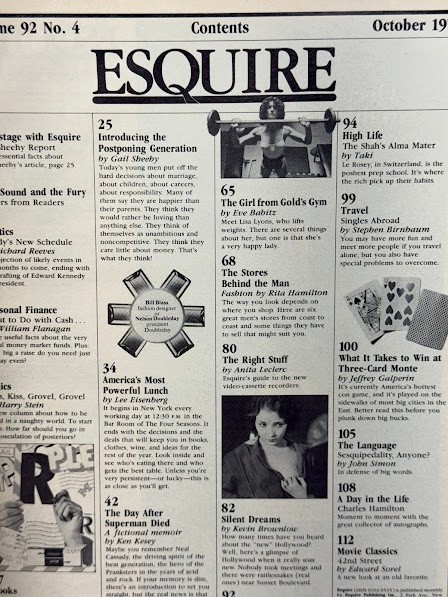 ne 92 No. 4
Contents
October 19
ESQUIRE
stage with Esquire
heehy Report
essential facts about
heehy's article, page 25.
Sound and the Fury
rs from Readers
tics
dy's New Schedule
ichard Reeves
ojection of likely events in
onths to come, ending with
rafting of Edward Kennedy
resident.
sonal Finance
at to Do with Cash . . .
William Flanagan
e useful facts about the very
al money market funds. Plus:
big a raise do you need just
ay even?
ics
s, Kiss, Grovel, Grovel
Harry Stein
ew column about how to be
d in a naughty world. To start
: How far should you go in
osculation of posteriors?
R
7
ooks
25
Introducing the
Postponing Generation
by Gail Sheehy
Today's young men put off the
hard decisions about marriage,
about children, about careers,
about responsibility. Many of
them say they are happier than
their parents. They think they
would rather be loving than
anything else. They think of
themselves as unambitious and
noncompetitive. They think they
care little about money. That's
what they think!
Bill Blass
fashion designer
&
Nelson Doubleday
president
Doubleday
34
America's Most
Powerful Lunch
by Lee Eisenberg
It begins in New York every
working day at 12:30 P.M. in the
Bar Room of The Four Seasons. It
ends with the decisions and the
deals that will keep you in books,
clothes, wine, and ideas for the
rest of the year. Look inside and
see who's eating there and who
gets the best table. Unless you're
very persistent—or lucky—this is
as close as you'll get.
42
The Day After
Superman Died
A fictional memoir
by Ken Kesey
Maybe you remember Neal
Cassady, the driving spirit of the
beat generation, the hero of the
Pranksters in the years of acid
and rock. If your memory is dim,
there's an introduction to set you
straight, but the real news is that
65
The Girl from Gold's Gym
by Eve Babitz
Meet Lisa Lyons, who lifts
weights. There are several things
about her, but one is that she's
a very happy lady.
68
The Stores
Behind the Man
Fashion by Rita Hamilton
The way you look depends on
where you shop. Here are six
great men's stores from coast to
coast and some things they have
to sell that might suit you.
80
The Right Stuff
by Anita Leclerc
Esquire's guide to the new
video-cassette recorders.
82
Silent Dreams
by Kevin Brownlow
How many times have you heard
about the "new" Hollywood?
Well, here's a glimpse of
Hollywood when it really was
new. Nobody took meetings and
there were rattlesnakes (real
ones) near Sunset Boulevard.
92
94
High Life
The Shah's Alma Mater
by Taki
Le Rosey, in Switzerland, is the
poshest prep school. It's where
the rich pick up their habits.
99
Travel
Singles Abroad
by Stephen Birnbaum
You may have more fun and
meet more people if you travel
alone, but you also have
special problems to overcome.
100
What It Takes to Win at
Three-Card Monte
by Jeffrey Galperin
It's currently America's hottest
con game, and it's played on the
sidewalks of most big cities in the
East. Better read this before you
plunk down big bucks.
105
The Language
Sesquipedality, Anyone?
by John Simon
In defense of big words.
108
A Day in the Life
Charles Hamilton
Moment to moment with the
great collector of autographs.
112
Movie Classics
42nd Street
by Edward Sorel
A new look at an old favorite.